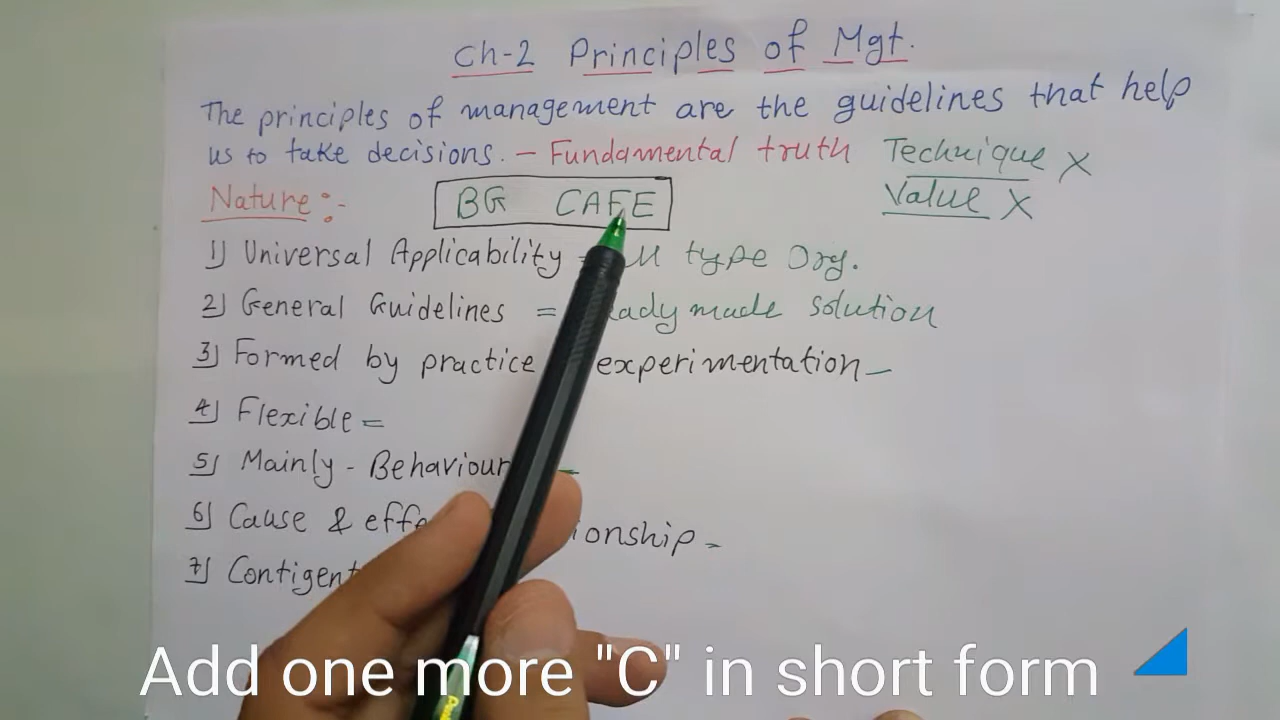 Ch-2 Principles of Mgt.
The principles of management are the guidelines that help
us to take decisions. - Fundamental truth Technique X
Nature:- BG CAFE Value X
1) Universal Applicability type Org.
2) General Guidelines = made solution
3) Formed by practice experimentation -
4) Flexible =
5) Mainly - Behaviour
6) Cause &
7) Contigent
Add one more "C" in short form